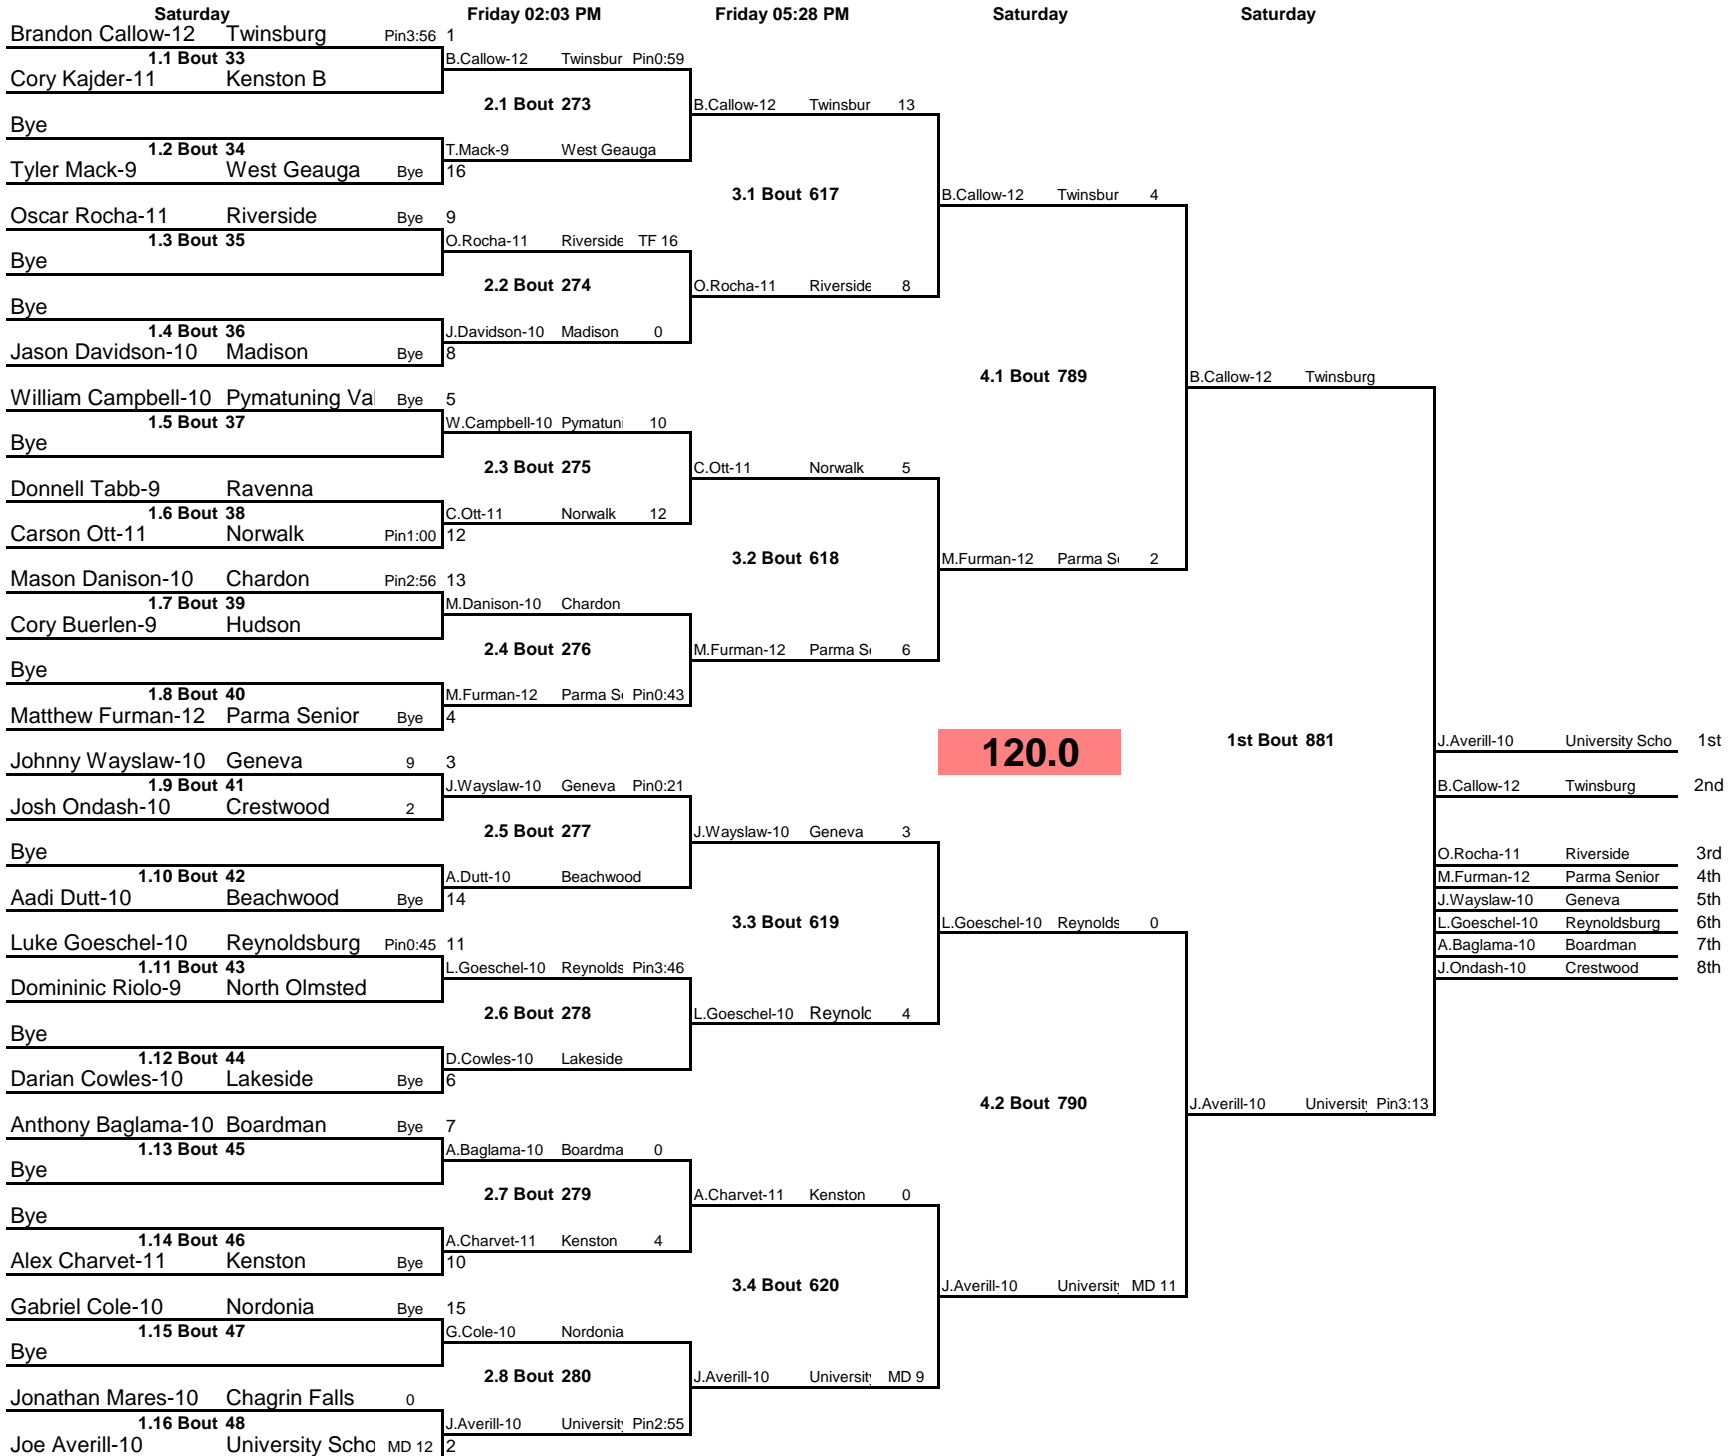 Saturday Friday 02:03 PM Friday 05:28 PM Saturday Saturday
Brandon Callow-12 Twinsburg Pin3:56 1
1.1 Bout 33
B.Callow-12 Twinsbur Pin0:59
Cory Kajder-11 Kenston B
2.1 Bout 273
B.Callow-12 Twinsbur 13
Bye
1.2 Bout 34
T.Mack-9 West Geauga
Tyler Mack-9 West Geauga Bye 16
3.1 Bout 617
B.Callow-12 Twinsbur 4
Oscar Rocha-11 Riverside Bye 9
1.3 Bout 35
O.Rocha-11 Riverside TF 16
Bye
2.2 Bout 274
O.Rocha-11 Riverside 8
Bye
1.4 Bout 36
J.Davidson-10 Madison 0
Jason Davidson-10 Madison Bye 8
4.1 Bout 789
B.Callow-12 Twinsburg
William Campbell-10 Pymatuning Va Bye 5
1.5 Bout 37
W.Campbell-10 Pymatuni 10
Bye
2.3 Bout 275
C.Ott-11 Norwalk 5
Donnell Tabb-9 Ravenna
1.6 Bout 38
C.Ott-11 Norwalk 12
Carson Ott-11 Norwalk Pin1:00 12
3.2 Bout 618
M.Furman-12 Parma S 2
Mason Danison-10 Chardon Pin2:56 13
1.7 Bout 39
M.Danison-10 Chardon
Cory Buerlen-9 Hudson
2.4 Bout 276
M.Furman-12 Parma S 6
Bye
1.8 Bout 40
M.Furman-12 Parma S Pin0:43
Matthew Furman-12 Parma Senior Bye 4
120.0
1st Bout 881
J.Averill-10 University Scho 1st
Johnny Wayslaw-10 Geneva 9 3
1.9 Bout 41
J.Wayslaw-10 Geneva Pin0:21
B.Callow-12 Twinsburg 2nd
Josh Ondash-10 Crestwood 2
2.5 Bout 277
J.Wayslaw-10 Geneva 3
Bye
O.Rocha-11 Riverside 3rd
1.10 Bout 42
A.Dutt-10 Beachwood
M.Furman-12 Parma Senior 4th
Aadi Dutt-10 Beachwood Bye 14
J.Wayslaw-10 Geneva 5th
3.3 Bout 619
L.Goeschel-10 Reynolds 0
L.Goeschel-10 Reynoldsburg 6th
Luke Goeschel-10 Reynoldsburg Pin0:45 11
A.Baglama-10 Boardman 7th
1.11 Bout 43
L.Goeschel-10 Reynolds Pin3:46
J.Ondash-10 Crestwood 8th
Domininic Riolo-9 North Olmsted
2.6 Bout 278
L.Goeschel-10 Reynolc 4
Bye
1.12 Bout 44
D.Cowles-10 Lakeside
Darian Cowles-10 Lakeside Bye 6
4.2 Bout 790
J.Averill-10 Universit Pin3:13
Anthony Baglama-10 Boardman Bye 7
1.13 Bout 45
A.Baglama-10 Boardma 0
Bye
2.7 Bout 279
A.Charvet-11 Kenston 0
Bye
1.14 Bout 46
A.Charvet-11 Kenston 4
Alex Charvet-11 Kenston Bye 10
3.4 Bout 620
J.Averill-10 Universit MD 11
Gabriel Cole-10 Nordonia Bye 15
1.15 Bout 47
G.Cole-10 Nordonia
Bye
2.8 Bout 280
J.Averill-10 Universit MD 9
Jonathan Mares-10 Chagrin Falls 0
1.16 Bout 48
J.Averill-10 Universit Pin2:55
Joe Averill-10 University Scho MD 12 2